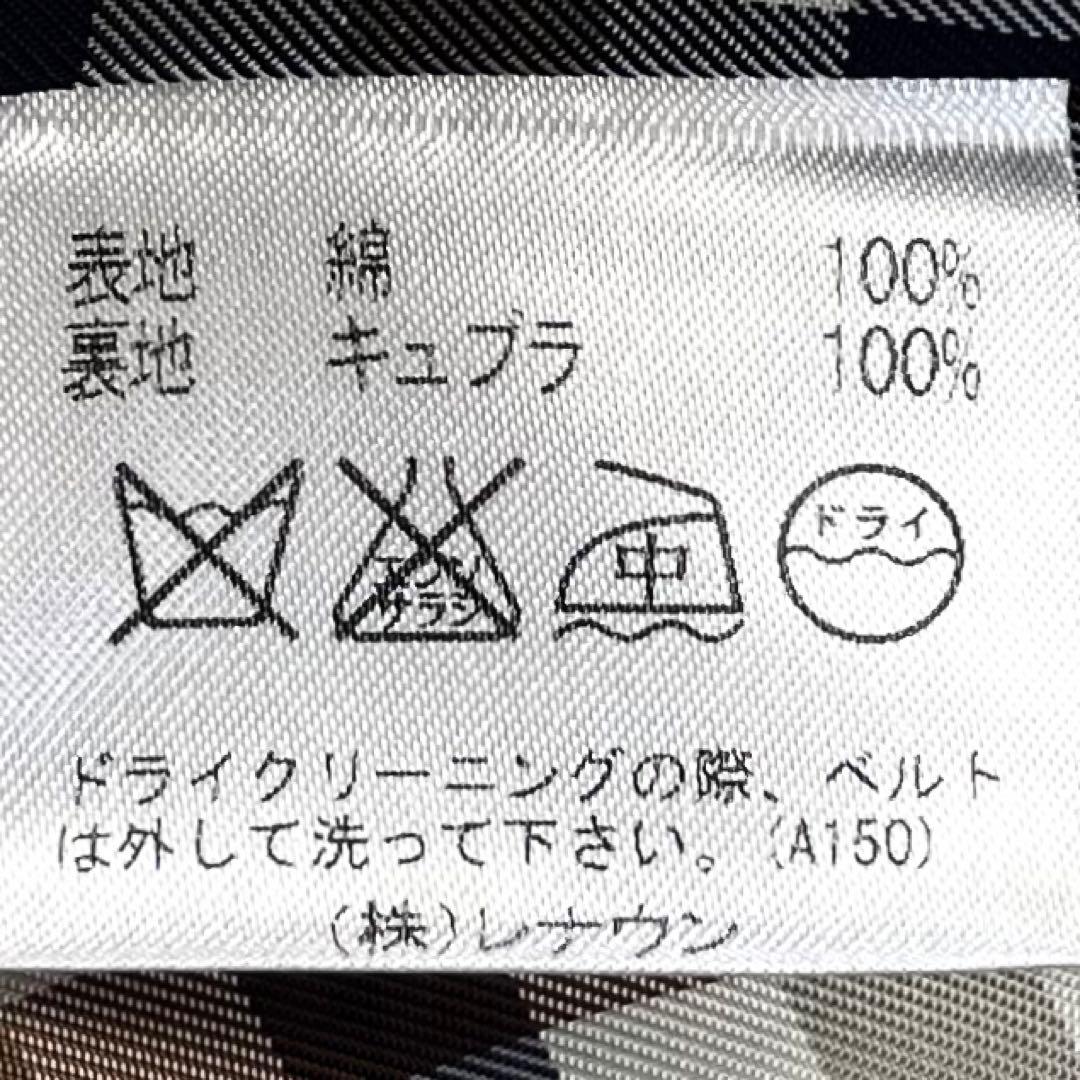 表地 綿 100%
裏地 キュプラ 100%
エンソ サラシ 中 ドライ
ドライクリーニングの際、ベルト
は外して洗って下さい。(A150)
(株)レナウン